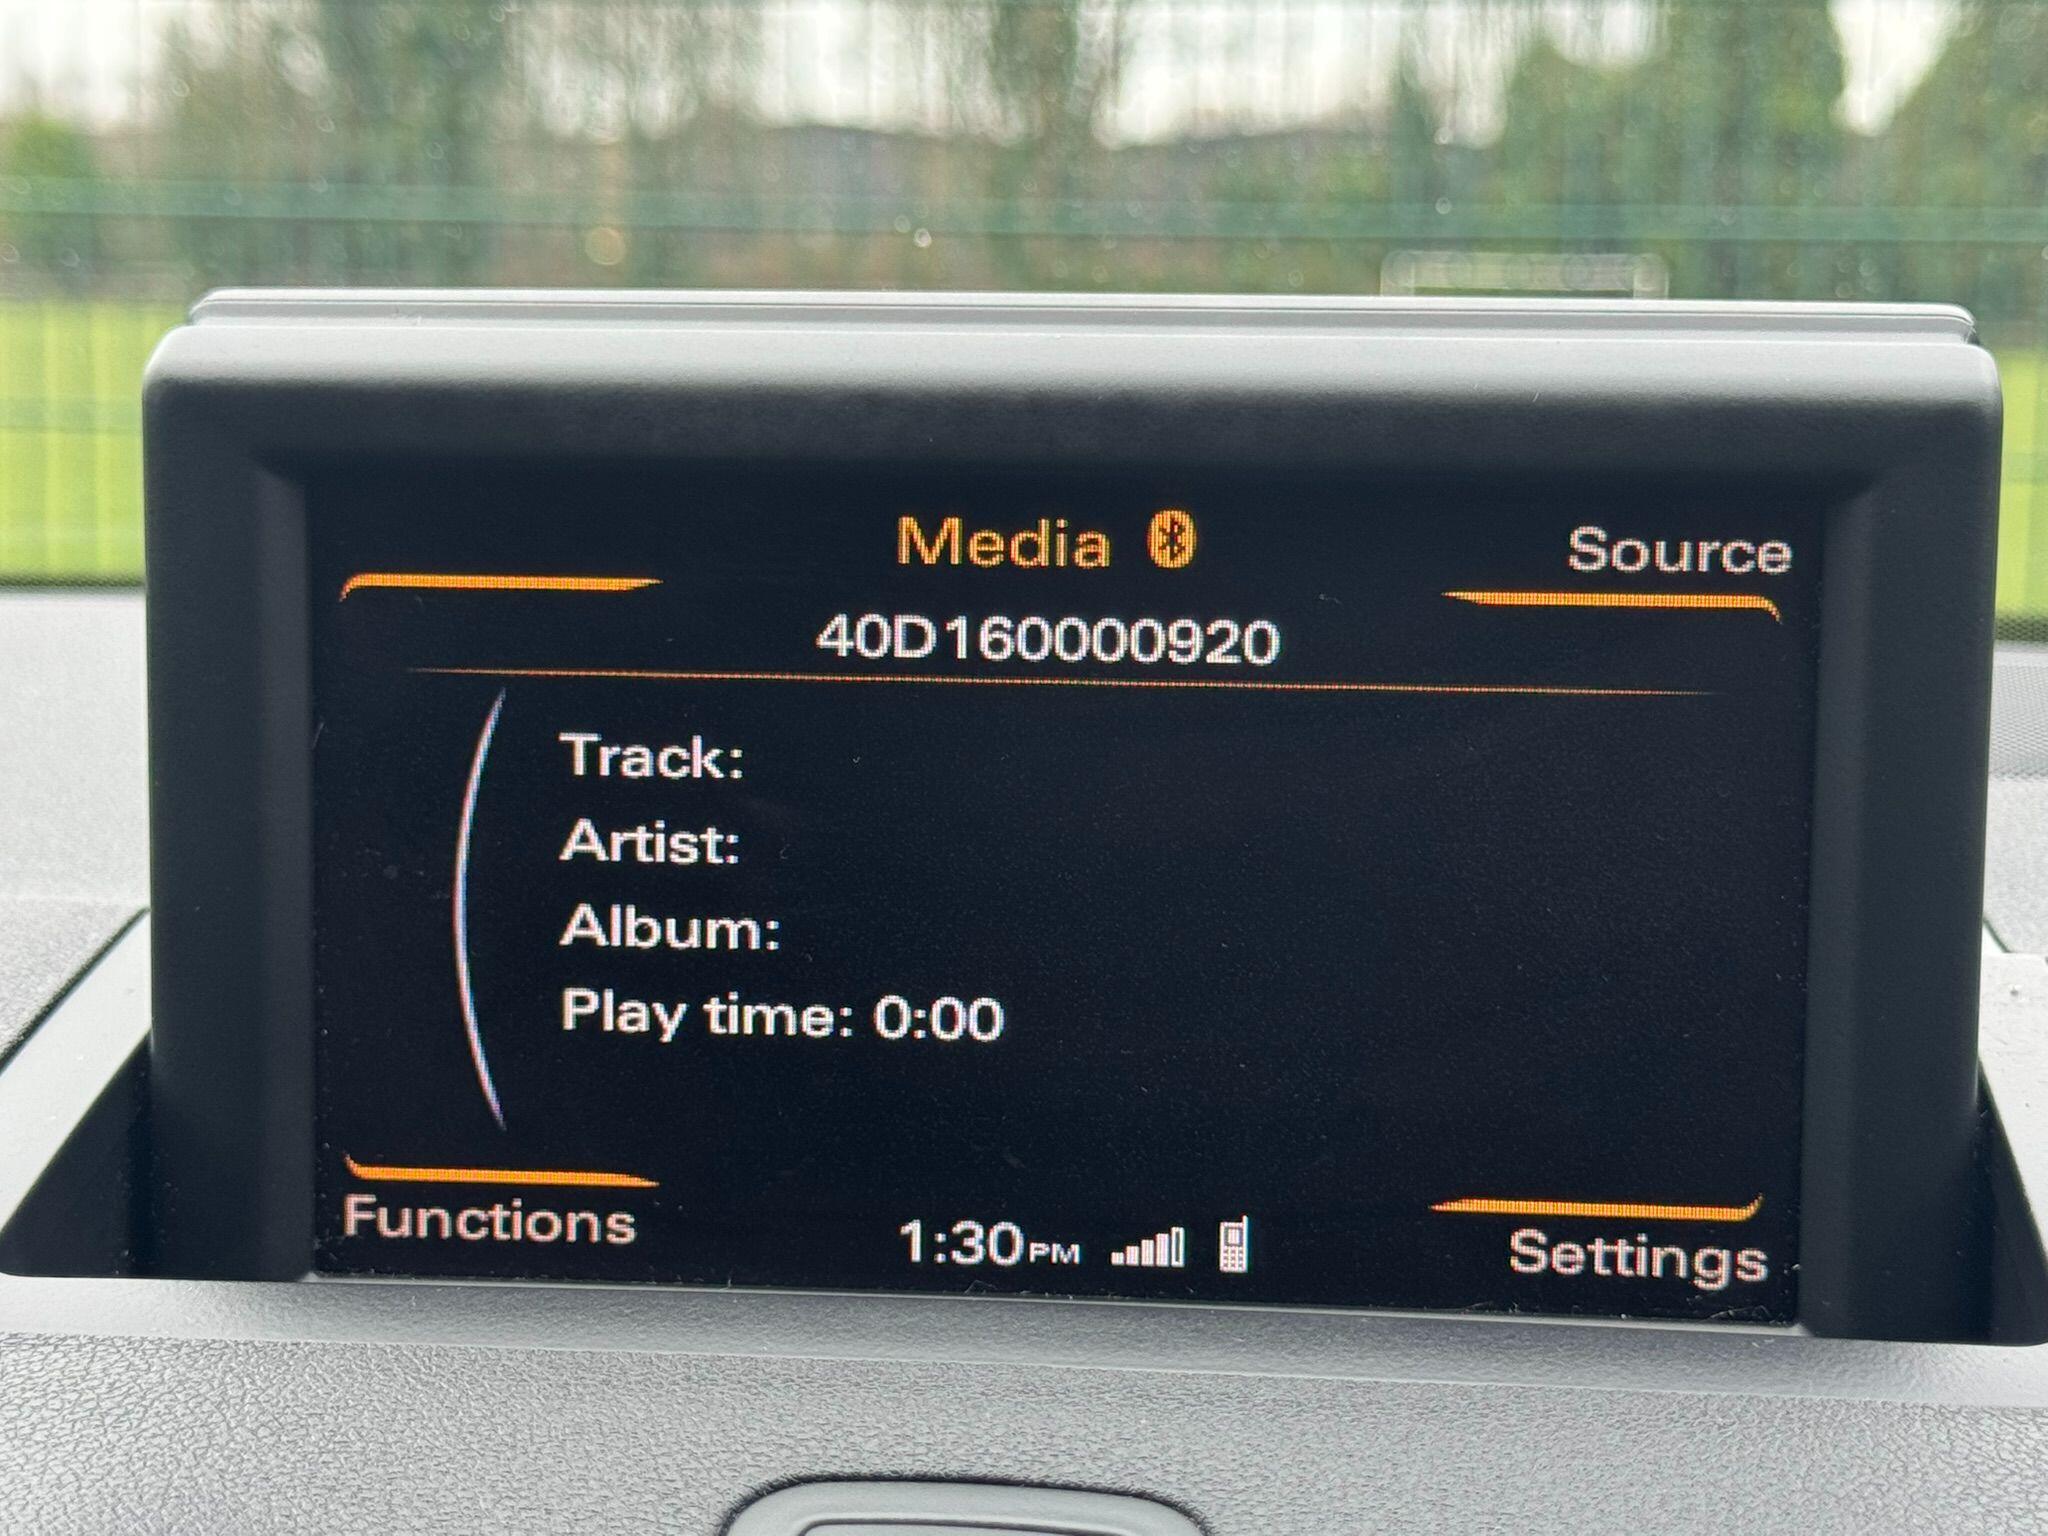 Media
Source
40D160000920
Track:
Artist:
Album:
Play time: 0:00
Functions
1:30PM
Settings